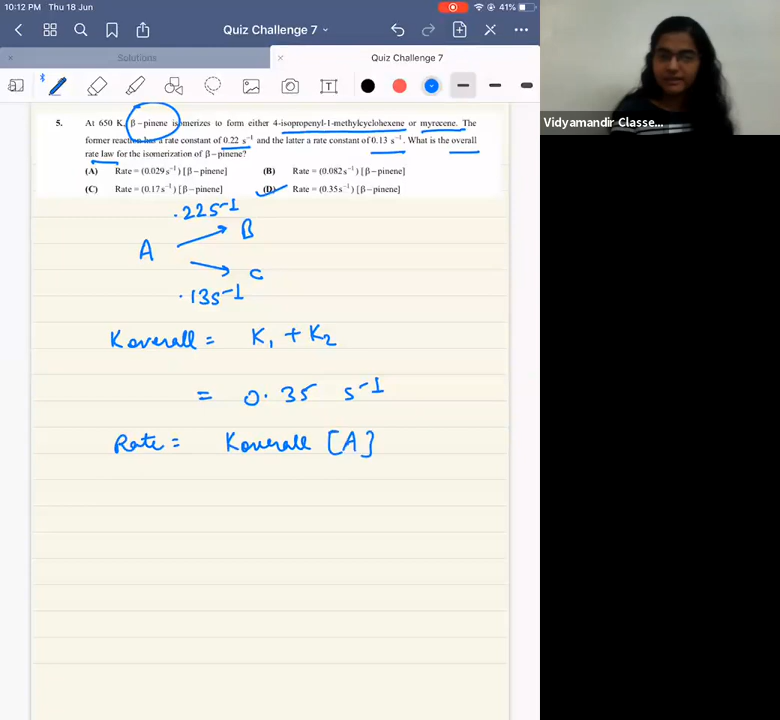 10:12 PM Thu 18 Jun
41%
Quiz Challenge 7
Solutions
Quiz Challenge 7
5. At 650 K, β−pinene isomerizes to form either 4-isopropenyl-1-methylcyclohexene or myrcene. The
former reaction has a rate constant of 0.22 s⁻¹ and the latter a rate constant of 0.13 s⁻¹. What is the overall
rate law for the isomerization of β−pinene?
(A) Rate = (0.029 s⁻¹) [β−pinene] (B) Rate = (0.082 s⁻¹) [β−pinene]
(C) Rate = (0.17 s⁻¹) [β−pinene] (D) Rate = (0.35 s⁻¹) [β−pinene]
.22 s⁻¹
A B
C
.13 s⁻¹
K overall = K₁ + K₂
= 0.35 s⁻¹
Rate = K overall [A]
Vidyamandir Classe...